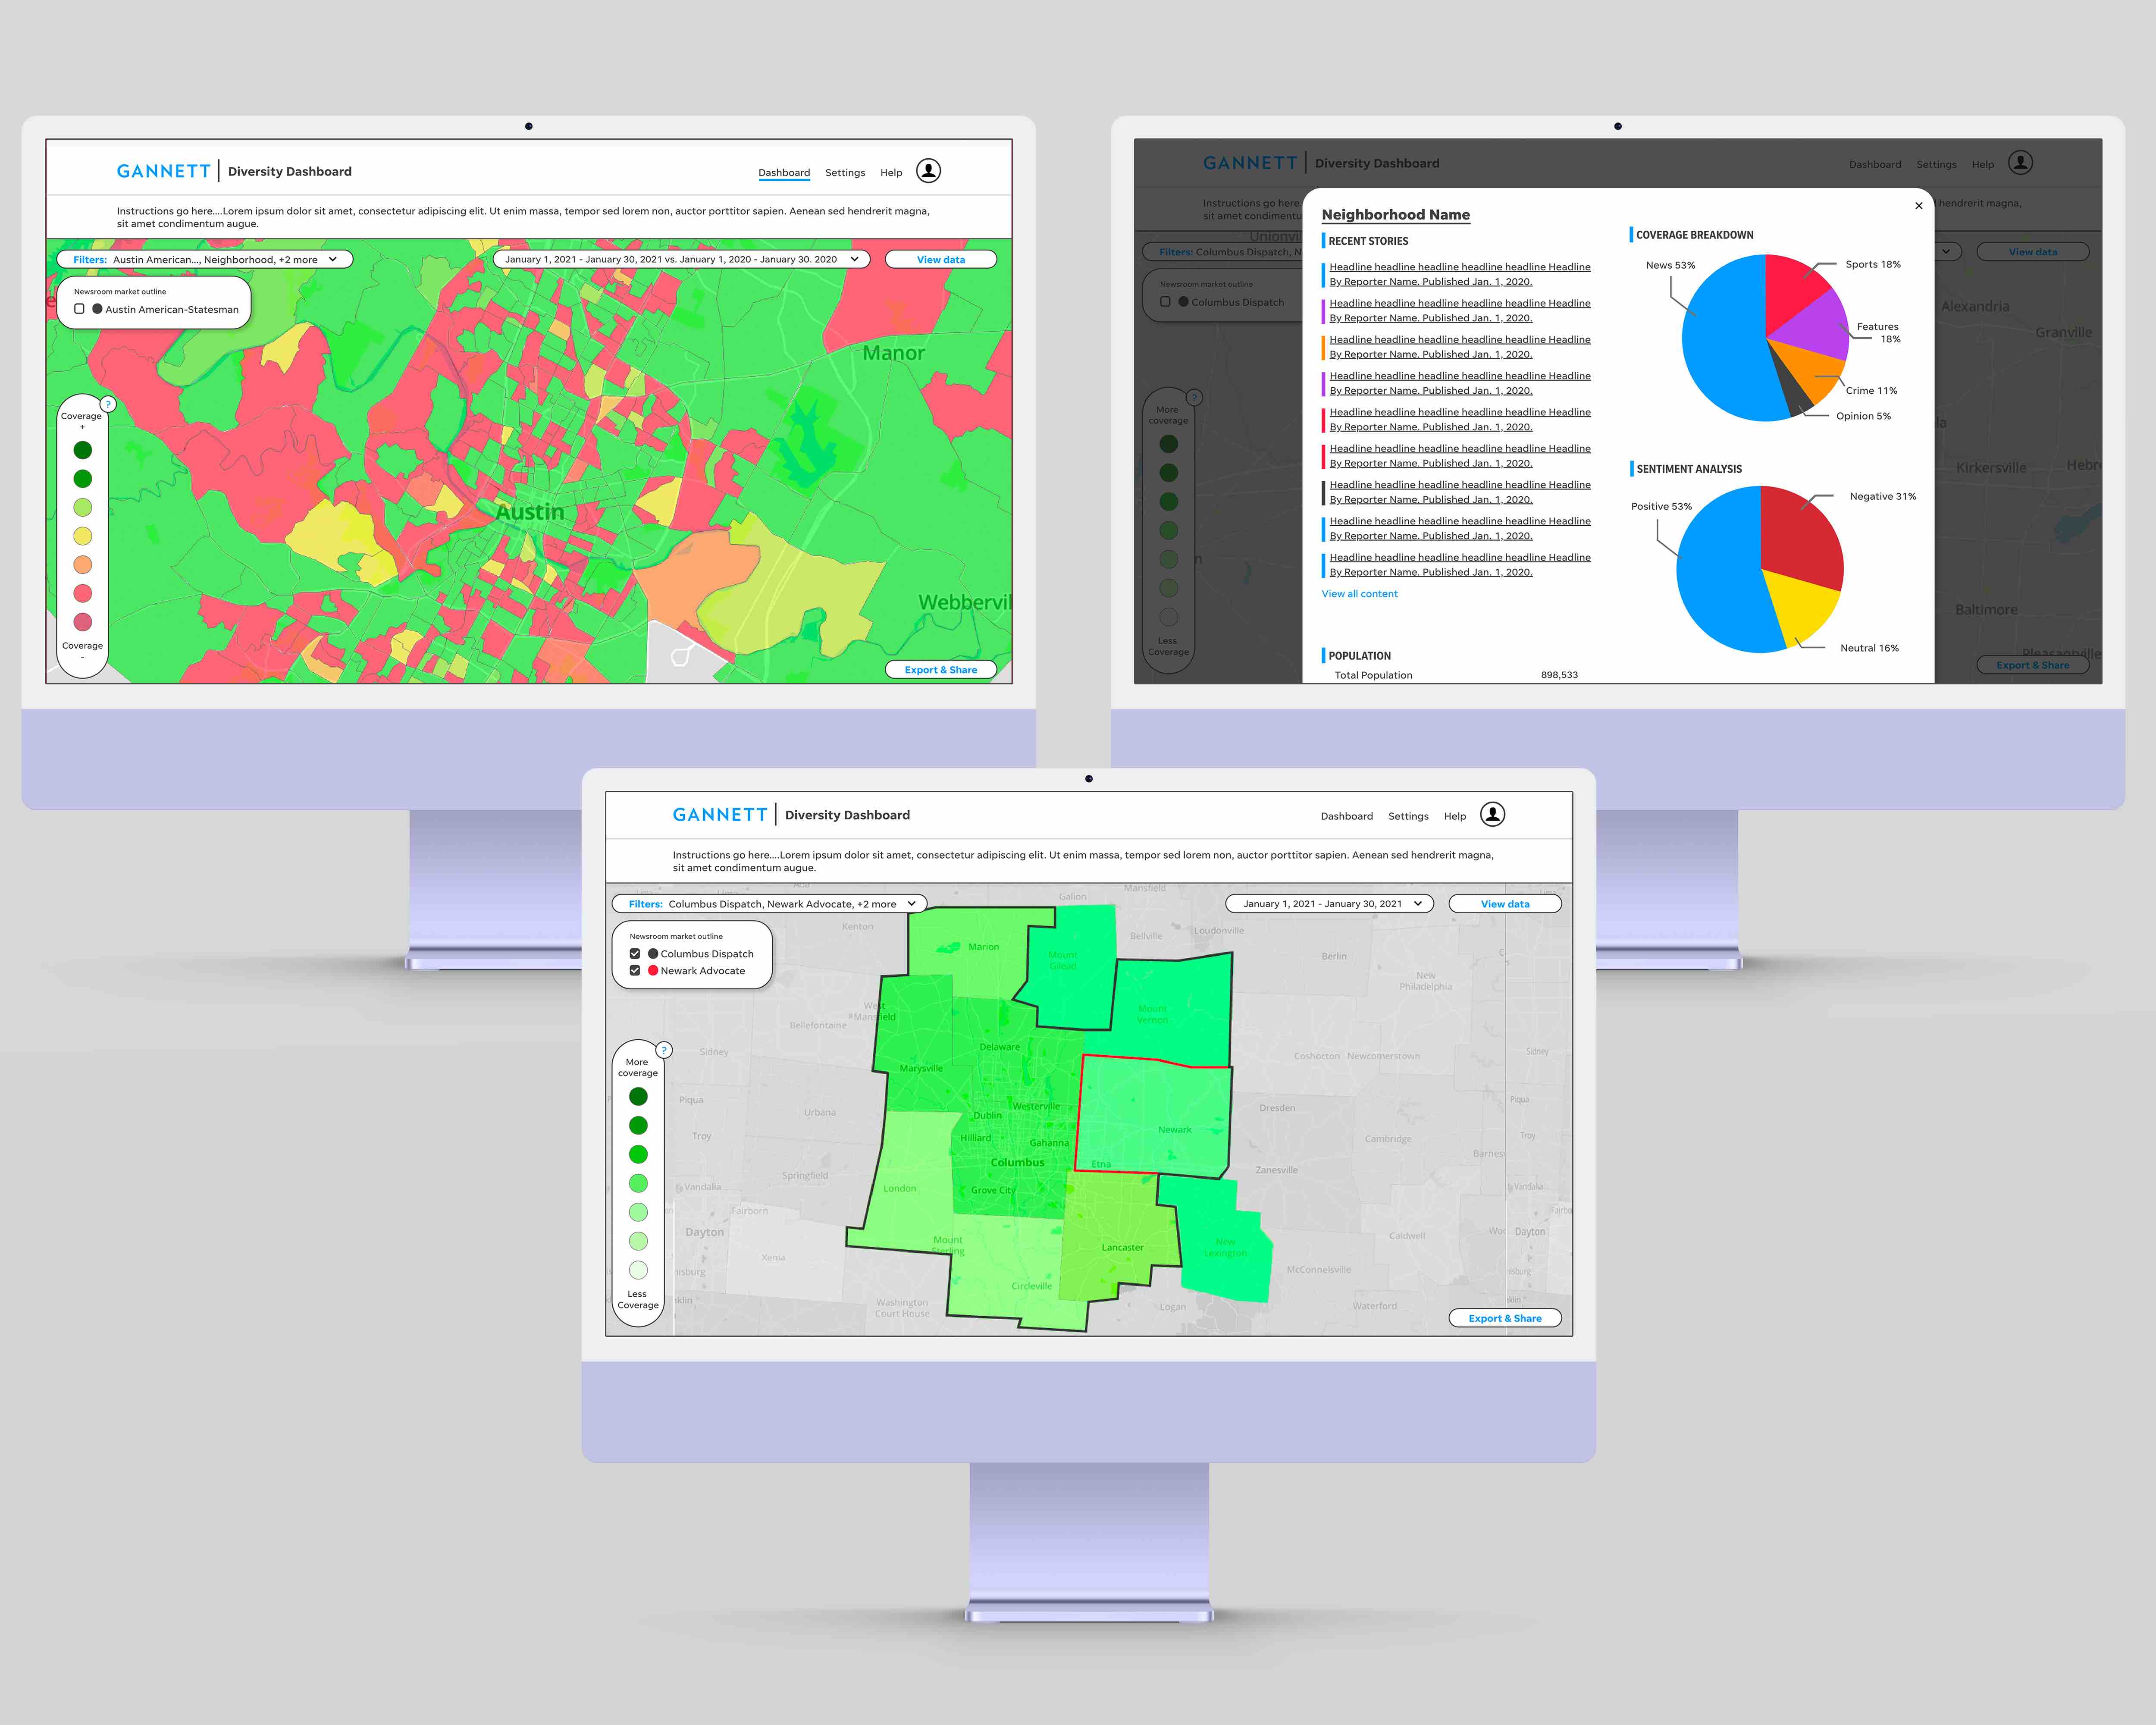 GANNETT
Diversity Dashboard
Dashboard
Settings
Help
Instructions go here....Lorem ipsum dolor sit amet, consectetur adipiscing elit. Ut enim massa, tempor sed lorem non, auctor porttitor sapien. Aenean sed hendrerit magna,
sit amet condimentum augue.
Filters: Austin American..., Neighborhood, +2 more
January 1, 2021 - January 30, 2021 vs. January 1, 2020 - January 30. 2020
View data
Newsroom market outline
Austin American-Statesman
Manor
Coverage
+
?
Austin
Webbervil
Coverage
-
Export & Share
GANNETT
Diversity Dashboard
Dashboard
Settings
Help
Instructions go here.
hendrerit magna,
sit amet condimentu
Unionvil
Filters: Columbus Dispatch, N
View data
Newsroom market outline
Columbus Dispatch
Alexandria
Granville
More
coverage
?
Kirkersville
Hebr
Baltimore
Less
Coverage
Pleasantville
Export & Share
Neighborhood Name
RECENT STORIES
Headline headline headline headline headline Headline
By Reporter Name. Published Jan. 1, 2020.
Headline headline headline headline headline Headline
By Reporter Name. Published Jan. 1, 2020.
Headline headline headline headline headline Headline
By Reporter Name. Published Jan. 1, 2020.
Headline headline headline headline headline Headline
By Reporter Name. Published Jan. 1, 2020.
Headline headline headline headline headline Headline
By Reporter Name. Published Jan. 1, 2020.
Headline headline headline headline headline Headline
By Reporter Name. Published Jan. 1, 2020.
Headline headline headline headline headline Headline
By Reporter Name. Published Jan. 1, 2020.
Headline headline headline headline headline Headline
By Reporter Name. Published Jan. 1, 2020.
Headline headline headline headline headline Headline
By Reporter Name. Published Jan. 1, 2020.
View all content
POPULATION
Total Population 898,533
COVERAGE BREAKDOWN
News 53%
Sports 18%
Features
18%
Crime 11%
Opinion 5%
SENTIMENT ANALYSIS
Positive 53%
Negative 31%
Neutral 16%
GANNETT
Diversity Dashboard
Dashboard
Settings
Help
Instructions go here....Lorem ipsum dolor sit amet, consectetur adipiscing elit. Ut enim massa, tempor sed lorem non, auctor porttitor sapien. Aenean sed hendrerit magna,
sit amet condimentum augue.
Filters: Columbus Dispatch, Newark Advocate, +2 more
January 1, 2021 - January 30, 2021
View data
Newsroom market outline
Columbus Dispatch
Newark Advocate
Ada
Galion
Mansfield
Kenton
Marion
Mount
Gilead
Bellville
Loudonville
Berlin
New
Philadelphia
West
Mansfield
Bellefontaine
Mount
Vernon
Sidney
Delaware
Marysville
Coshocton
Newcomerstown
Sidney
More
coverage
?
Piqua
Urbana
Westerville
Dublin
Dresden
Piqua
Troy
Hilliard
Gahanna
Newark
Cambridge
Troy
Barnes
Columbus
Etna
Zanesville
Springfield
Vandalia
London
Grove City
Vandalia
Fairborn
Fairbo
Dayton
Mount
Sterling
Lancaster
New
Lexington
Caldwell
Woo
Dayton
Xenia
McConnelsville
nisburg
Circleville
Washington
Court House
Logan
Waterford
Less
Coverage
Export & Share